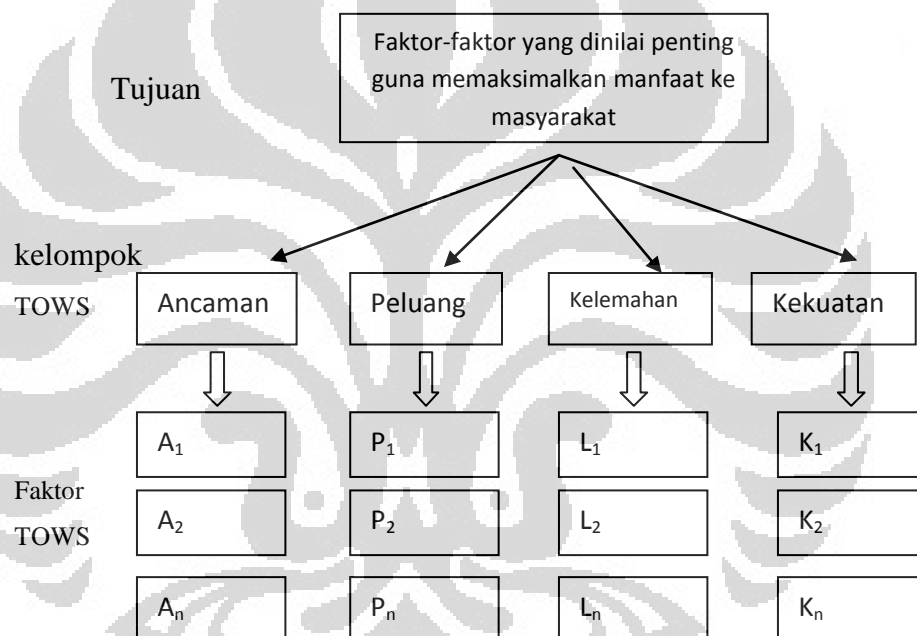 Faktor-faktor yang dinilai penting
guna memaksimalkan manfaat ke
masyarakat
Tujuan
kelompok
TOWS
Ancaman
Peluang
Kelemahan
Kekuatan
A₁
P₁
L₁
K₁
Faktor
TOWS
A₂
P₂
L₂
K₂
Aₙ
Pₙ
Lₙ
Kₙ